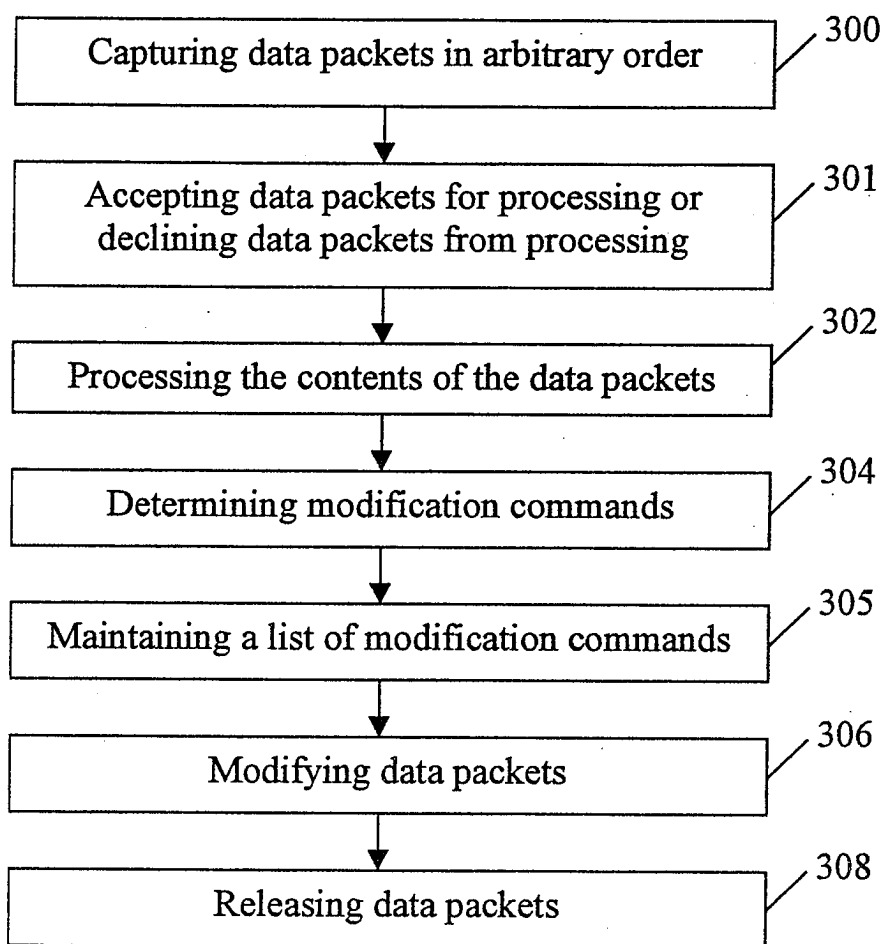 Capturing data packets in arbitrary order
300
Accepting data packets for processing or
declining data packets from processing
301
Processing the contents of the data packets
302
Determining modification commands
304
Maintaining a list of modification commands
305
Modifying data packets
306
Releasing data packets
308